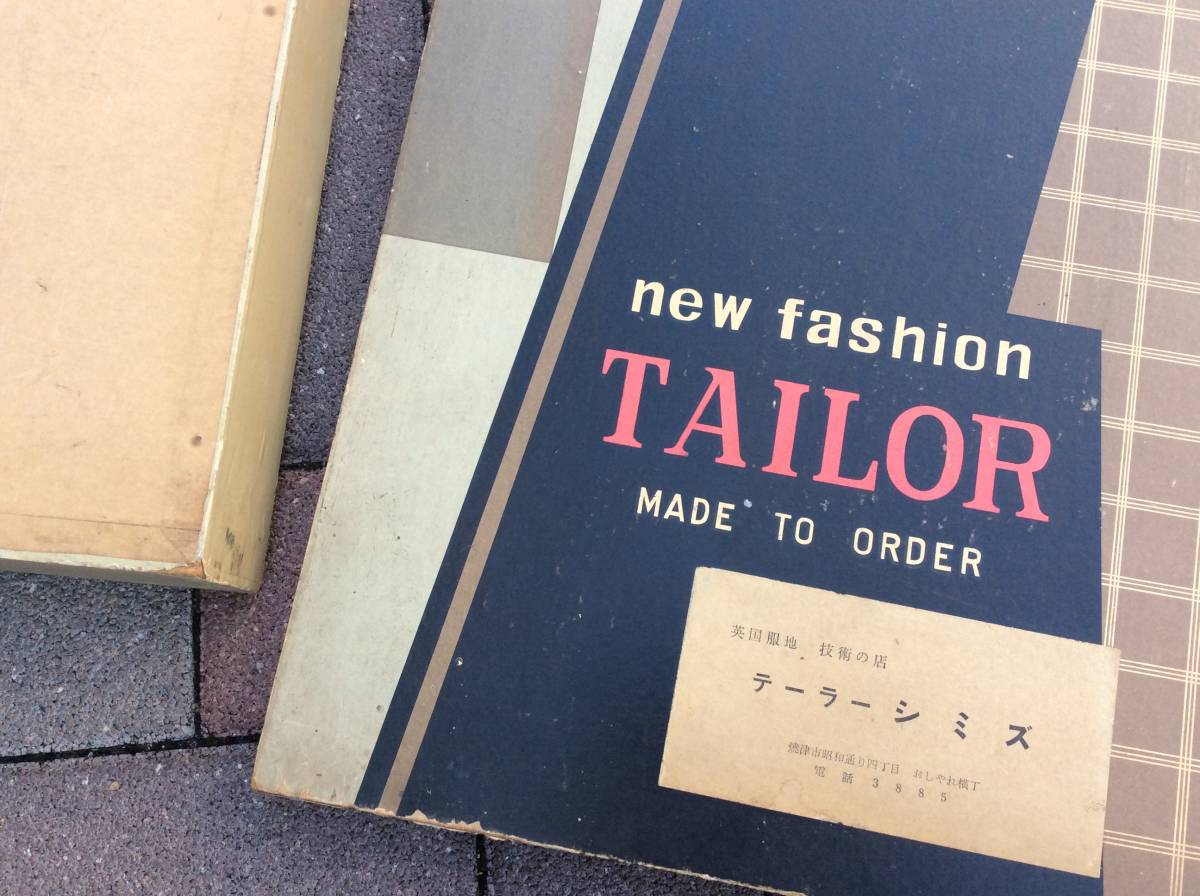 new fashion
TAILOR
MADE TO ORDER
英国服地 技術の店
テーラーシミズ
焼津市昭和通り四丁目 おしやれ横丁
電話 3885